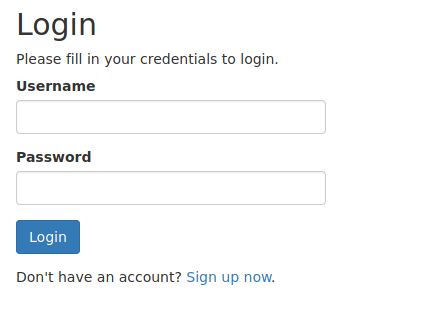 Login
Please fill in your credentials to login.
Username
Password
Login
Don't have an account? Sign up now.